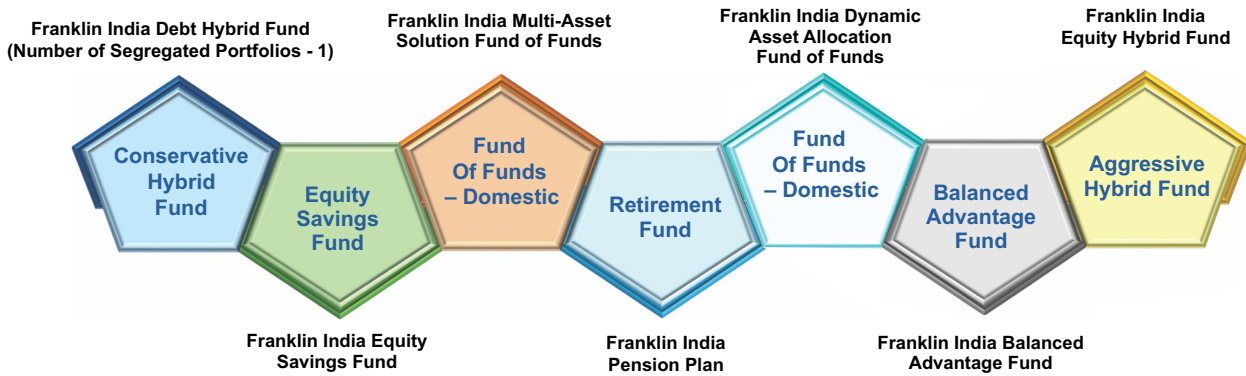 Franklin India Debt Hybrid Fund
(Number of Segregated Portfolios - 1)
Franklin India Multi-Asset
Solution Fund of Funds
Franklin India Dynamic
Asset Allocation
Fund of Funds
Franklin India
Equity Hybrid Fund
Conservative
Hybrid
Fund
Equity
Savings
Fund
Fund
Of Funds
– Domestic
Retirement
Fund
Fund
Of Funds
– Domestic
Balanced
Advantage
Fund
Aggressive
Hybrid Fund
Franklin India Equity
Savings Fund
Franklin India
Pension Plan
Franklin India Balanced
Advantage Fund